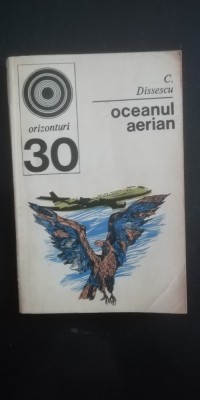 C.
Dissescu
oceanul
aerian
orizonturi
30